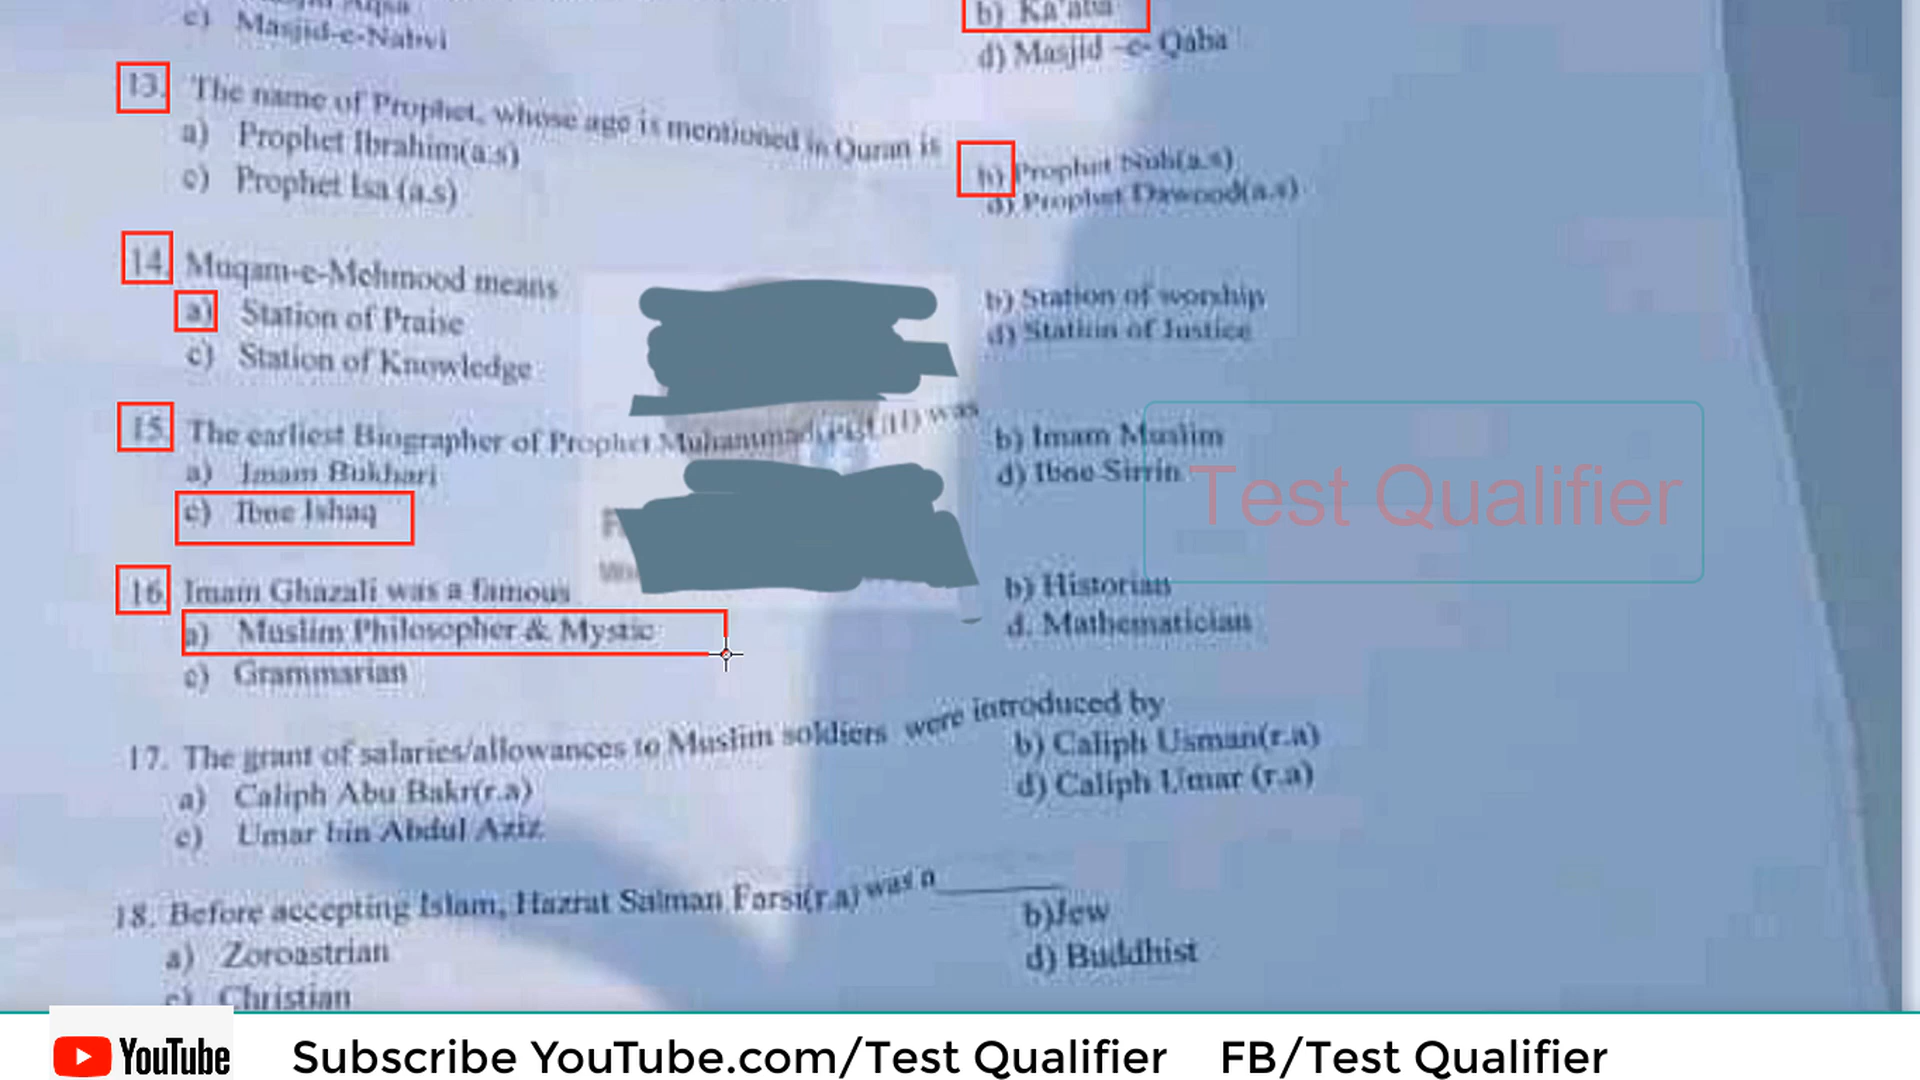 c) Masjid-e-Nabvi
b) Ka'aba
d) Masjid -e- Qaba
13. The name of Prophet, whose age is mentioned in Quran is
a) Prophet Ibrahim(a.s)
b) Prophet Nuh(a.s)
c) Prophet Isa (a.s)
d) Prophet Dawood(a.s)
14. Muqam-e-Mehmood means
a) Station of Praise
b) Station of worship
c) Station of Knowledge
d) Station of Justice
15. The earliest Biographer of Prophet Muhammad was
a) Imam Bukhari
b) Imam Muslim
c) Ibne Ishaq
d) Ibne Sirrin
Test Qualifier
16. Imam Ghazali was a famous
a) Muslim Philosopher & Mystic
b) Historian
c) Grammarian
d. Mathematician
17. The grant of salaries/allowances to Muslim soldiers were introduced by
a) Caliph Abu Bakr(r.a)
b) Caliph Usman(r.a)
c) Umar bin Abdul Aziz
d) Caliph Umar (r.a)
18. Before accepting Islam, Hazrat Salman Farsi(r.a) was a
a) Zoroastrian
b)Jew
c) Christian
d) Buddhist
YouTube Subscribe YouTube.com/Test Qualifier FB/Test Qualifier